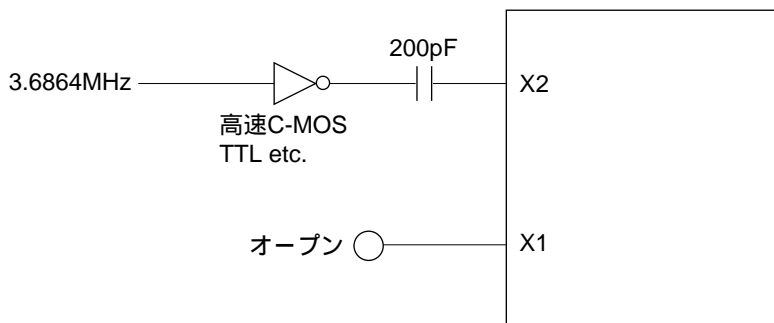 200pF
3.6864MHz
X2
高速C-MOS
TTL etc.
オープン
X1